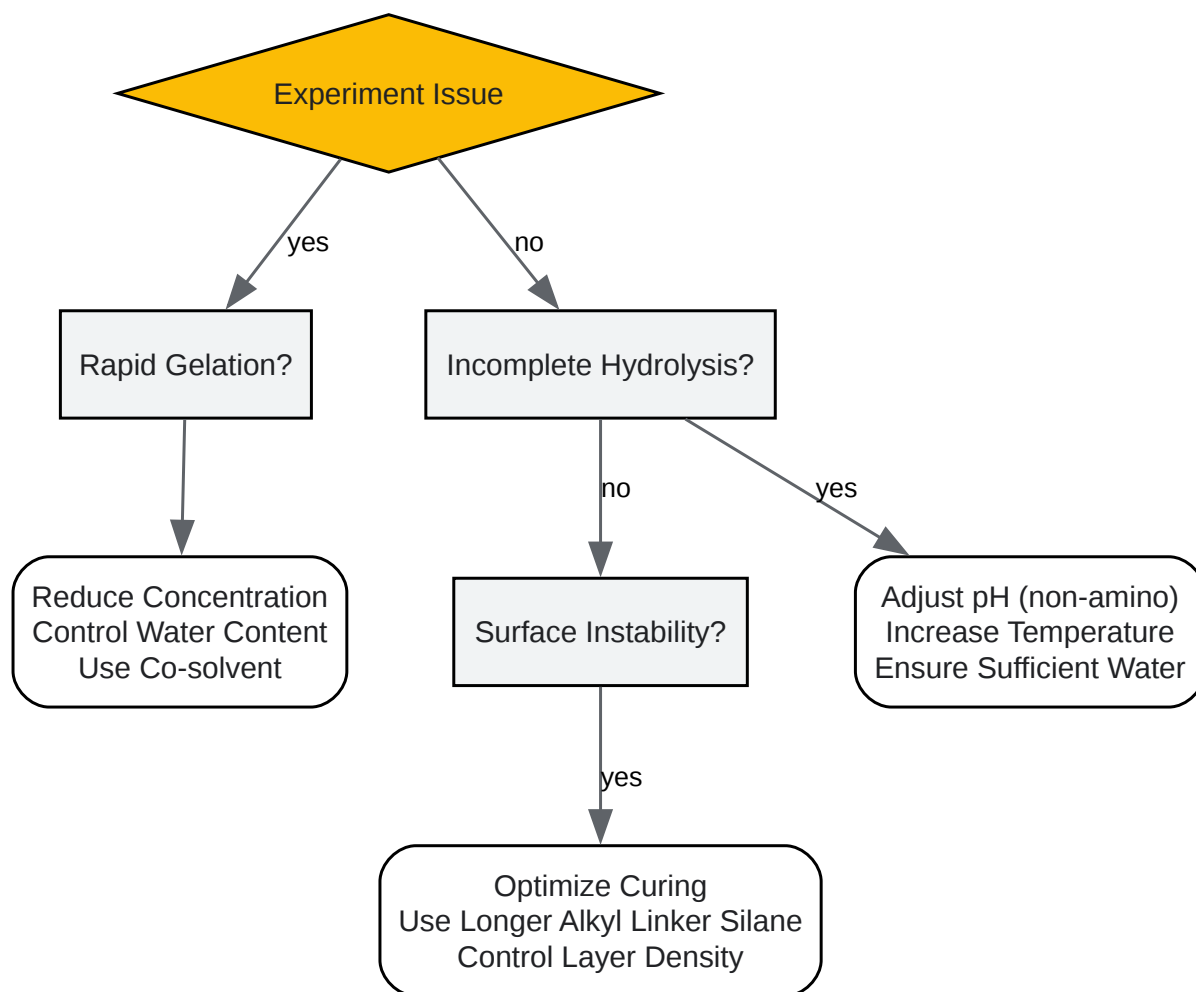 Experiment Issue
yes
no
Rapid Gelation?
Incomplete Hydrolysis?
no
yes
Reduce Concentration
Control Water Content
Use Co-solvent
Surface Instability?
Adjust pH (non-amino)
Increase Temperature
Ensure Sufficient Water
yes
Optimize Curing
Use Longer Alkyl Linker Silane
Control Layer Density